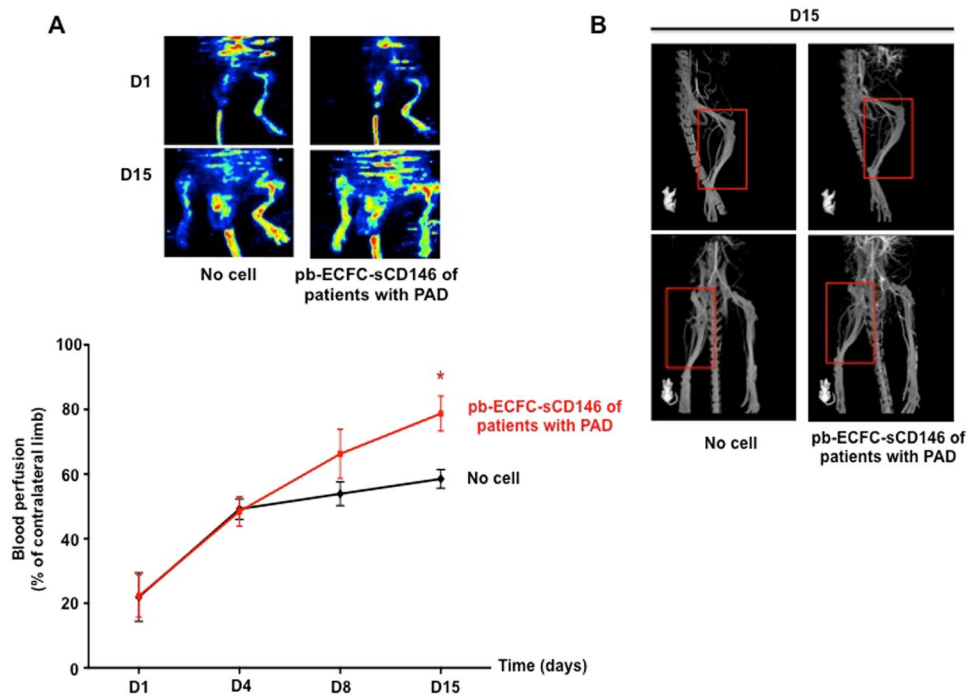 A
D1
D15
No cell
pb-ECFC-sCD146 of
patients with PAD
100
80
60
40
20
0
Blood perfusion
(% of contralateral limb)
*
pb-ECFC-sCD146 of
patients with PAD
No cell
Time (days)
D1
D4
D8
D15
B
D15
No cell
pb-ECFC-sCD146 of
patients with PAD